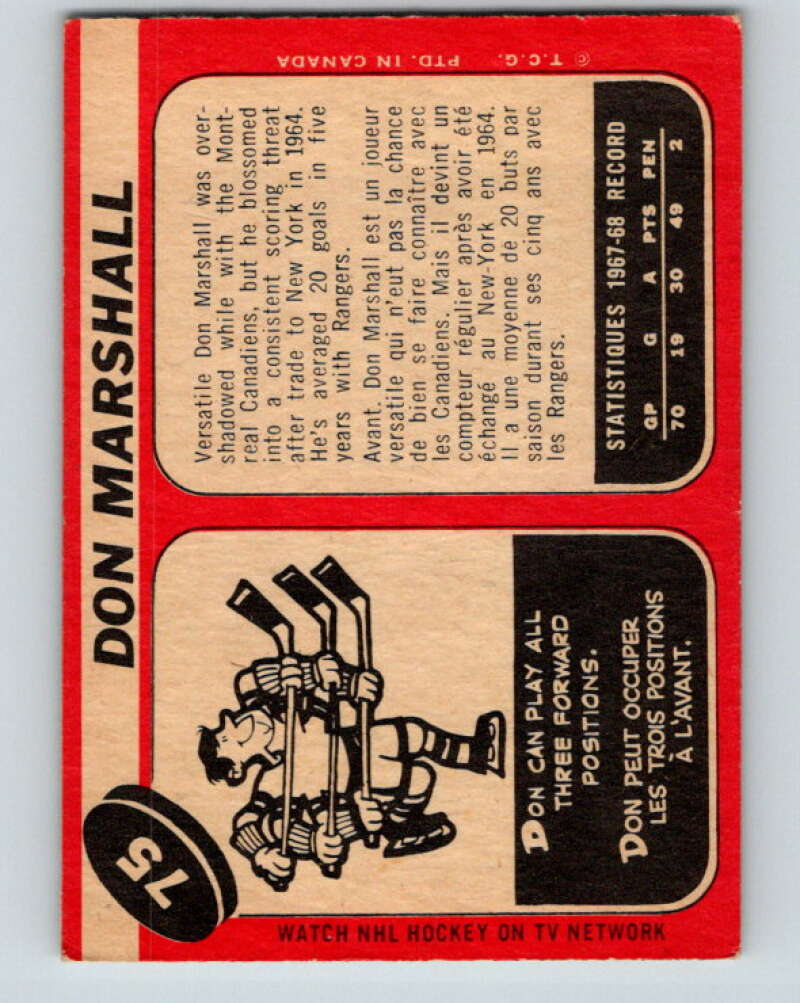 75
DON MARSHALL
DON CAN PLAY ALL
THREE FORWARD
POSITIONS.
DON PEUT OCCUPER
LES TROIS POSITIONS
À L'AVANT.
WATCH NHL HOCKEY ON TV NETWORK
Versatile Don Marshall was over-
shadowed while with the Mont-
real Canadiens, but he blossomed
into a consistent scoring threat
after trade to New York in 1964.
He's averaged 20 goals in five
years with Rangers.
Avant. Don Marshall est un joueur
versatile qui n'eut pas la chance
de bien se faire connaître avec
les Canadiens. Mais il devint un
compteur régulier après avoir été
échangé au New-York en 1964.
Il a une moyenne de 20 buts par
saison durant ses cinq ans avec
les Rangers.
STATISTIQUES 1967-68 RECORD
GP G A PTS PEN
70 19 30 49 2
© T.C.G. PTD. IN CANADA